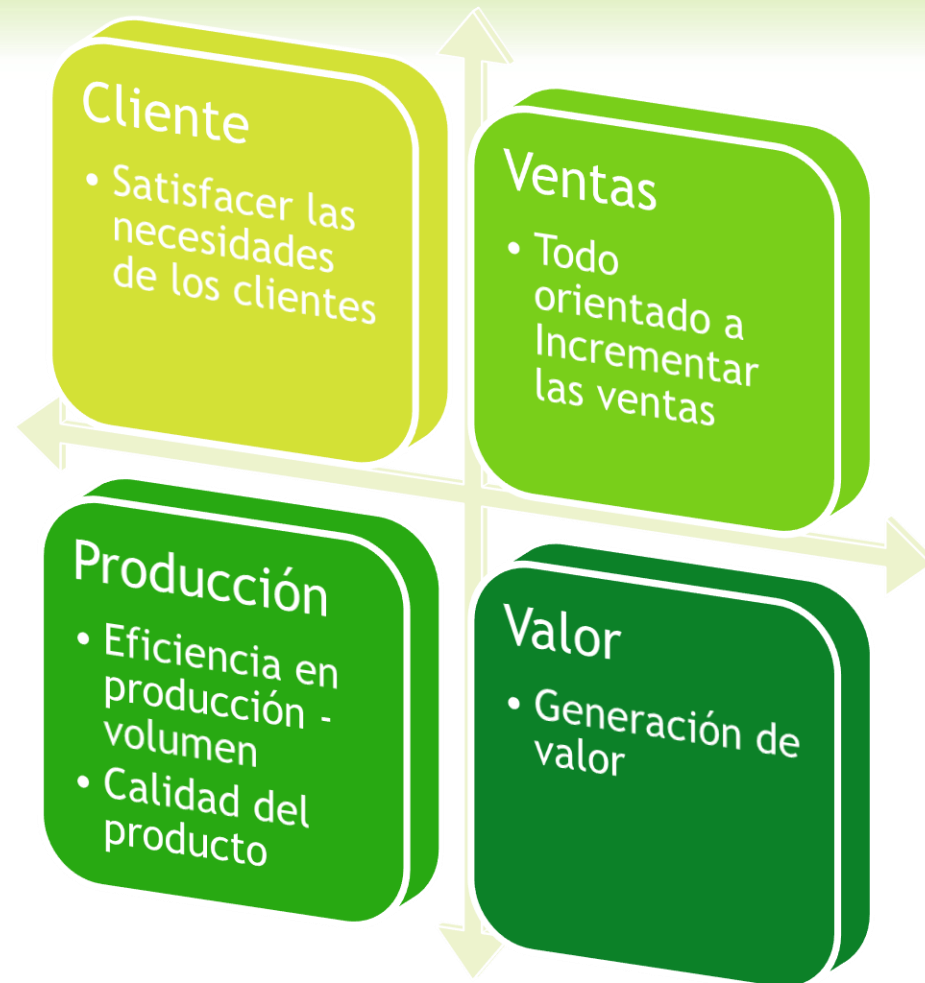 Cliente
• Satisfacer las
necesidades
de los clientes
Ventas
• Todo
orientado a
Incrementar
las ventas
Producción
• Eficiencia en
producción -
volumen
• Calidad del
producto
Valor
• Generación de
valor